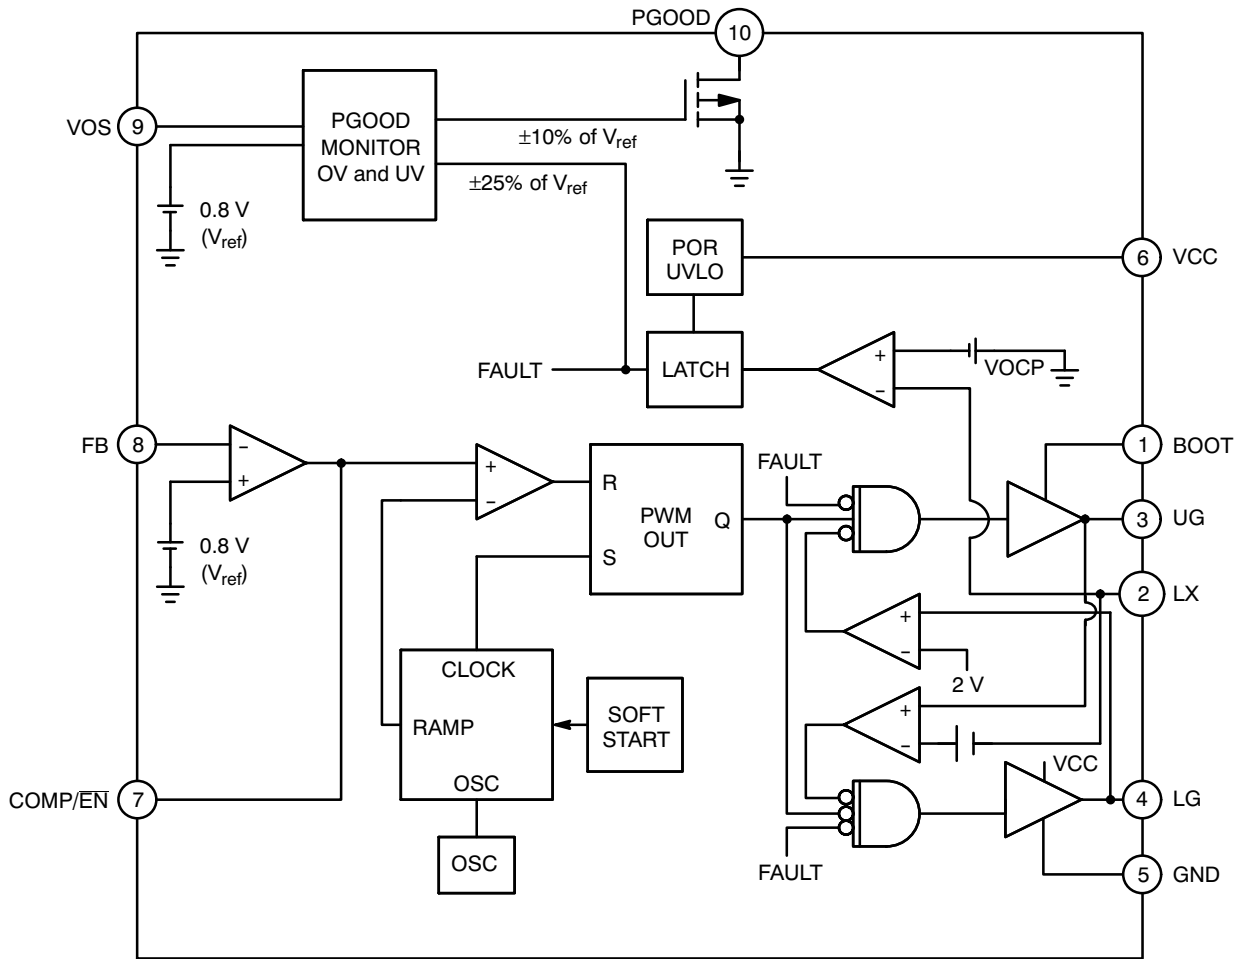 PGOOD
10
VOS
9
PGOOD
MONITOR
OV and UV
±10% of Vref
±25% of Vref
0.8 V
(Vref)
POR
UVLO
6
VCC
FAULT
LATCH
+
−
VOCP
FB
8
−
+
0.8 V
(Vref)
+
−
R
S
PWM
OUT
Q
FAULT
1
BOOT
3
UG
2
LX
+
−
2 V
CLOCK
RAMP
OSC
SOFT
START
+
−
VCC
COMP/EN
7
4
LG
OSC
FAULT
5
GND